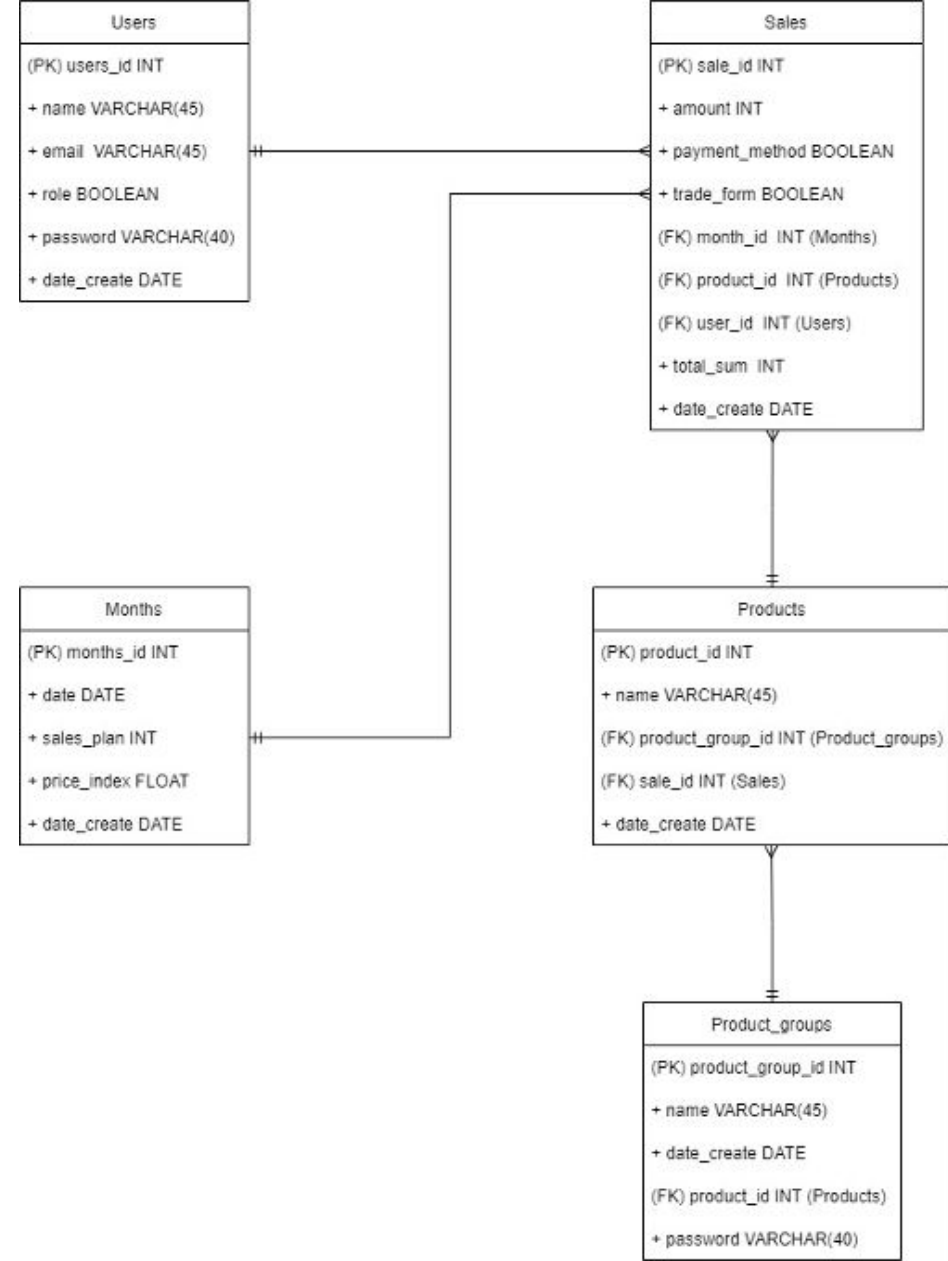 Users
(PK) users_id INT
+ name VARCHAR(45)
+ email VARCHAR(45)
+ role BOOLEAN
+ password VARCHAR(40)
+ date_create DATE
Sales
(PK) sale_id INT
+ amount INT
+ payment_method BOOLEAN
+ trade_form BOOLEAN
(FK) month_id INT (Months)
(FK) product_id INT (Products)
(FK) user_id INT (Users)
+ total_sum INT
+ date_create DATE
Months
(PK) months_id INT
+ date DATE
+ sales_plan INT
+ price_index FLOAT
+ date_create DATE
Products
(PK) product_id INT
+ name VARCHAR(45)
(FK) product_group_id INT (Product_groups)
(FK) sale_id INT (Sales)
+ date_create DATE
Product_groups
(PK) product_group_id INT
+ name VARCHAR(45)
+ date_create DATE
(FK) product_id INT (Products)
+ password VARCHAR(40)